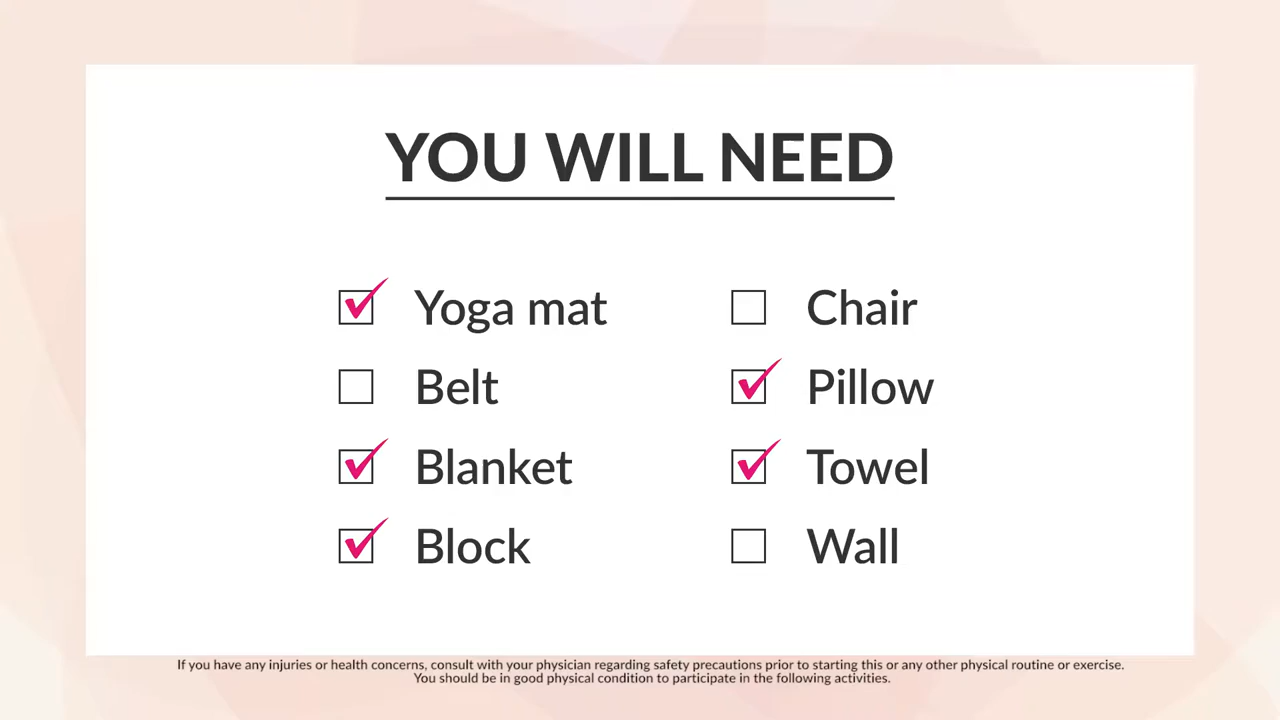 YOU WILL NEED
Yoga mat
Belt
Blanket
Block
Chair
Pillow
Towel
Wall
If you have any injuries or health concerns, consult with your physician regarding safety precautions prior to starting this or any other physical routine or exercise.
You should be in good physical condition to participate in the following activities.